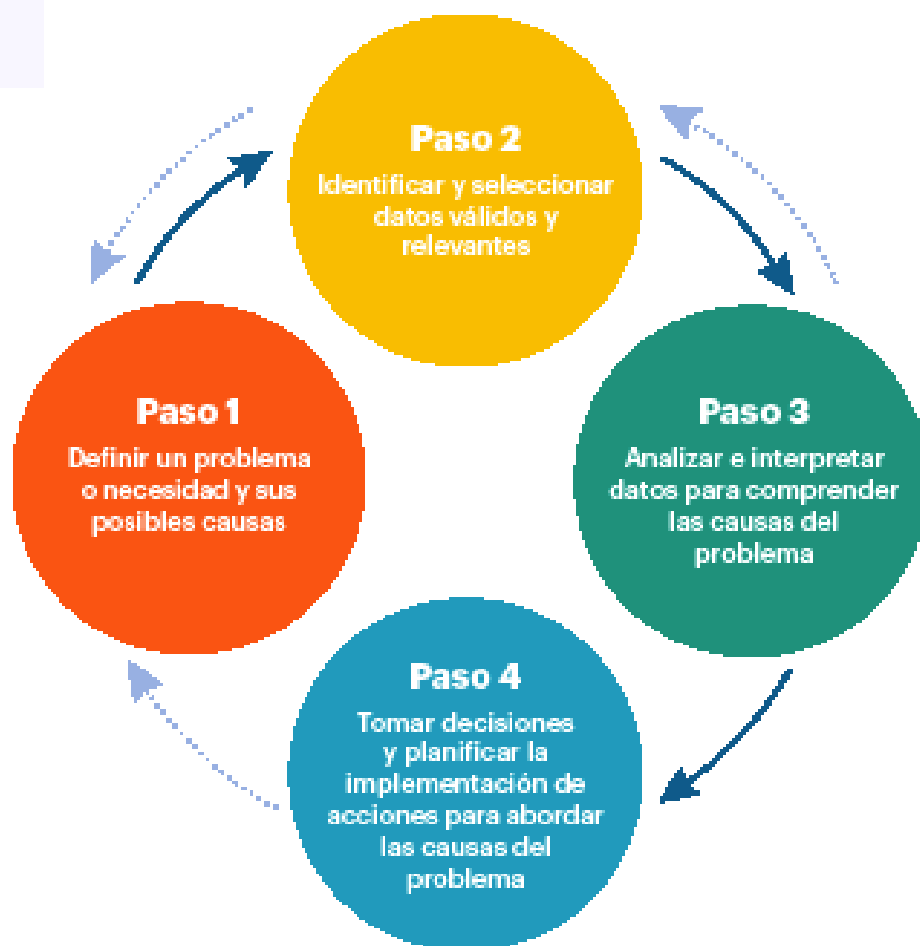 Paso 1
Definir un problema
o necesidad y sus
posibles causas
Paso 2
Identificar y seleccionar
datos válidos y
relevantes
Paso 3
Analizar e interpretar
datos para comprender
las causas del
problema
Paso 4
Tomar decisiones
y planificar la
implementación de
acciones para abordar
las causas del
problema